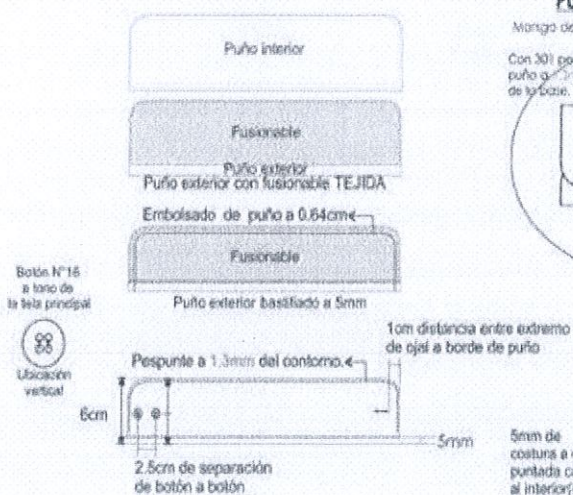 Puño interior
Fusionable
Puño exterior
Puño exterior con fusionable TEJIDA
Embolsado de puño a 0.64cm
Fusionable
Puño exterior bastillado a 5mm
Botón N°16
a tono de
la tela principal
Ubicación
vertical
1cm distancia entre extremo
de ojal a borde de puño
Pespunte a 1.3mm del contorno.
6cm
5mm
2.5cm de separación
de botón a botón
Con 301
puño a
de la base.
5mm de
costura a
puntada
al interior